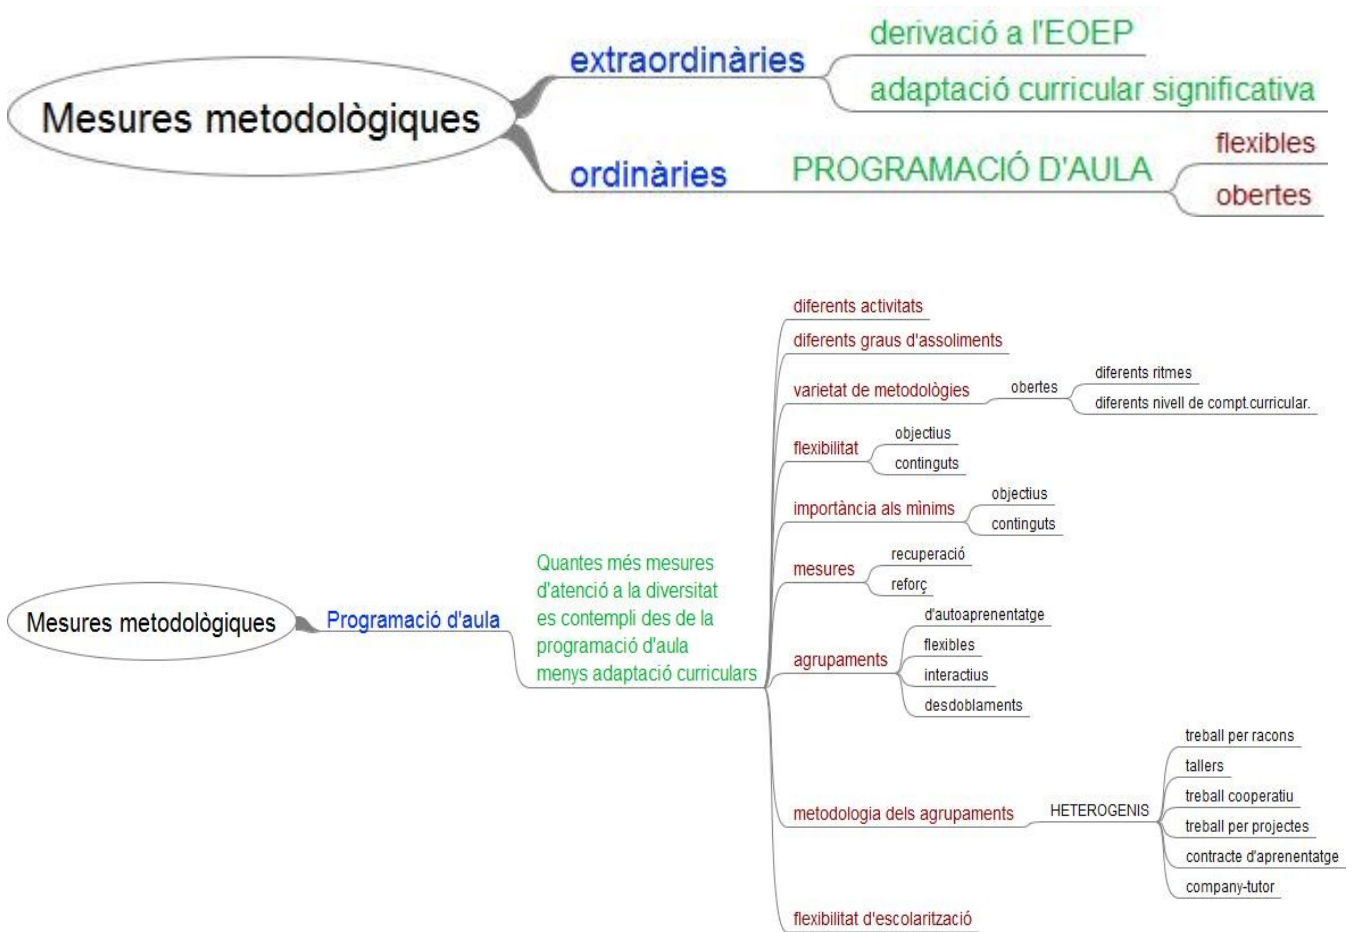 Mesures metodològiques
extraordinàries
derivació a l'EOEP
adaptació curricular significativa
ordinàries
PROGRAMACIÓ D'AULA
flexibles
obertes
Mesures metodològiques
Programació d'aula
Quantes més mesures
d'atenció a la diversitat
es contempli des de la
programació d'aula
menys adaptació curriculars
diferents activitats
diferents graus d'assoliments
varietat de metodològies
obertes
diferents ritmes
diferents nivell de compt.curricular.
flexibilitat
objectius
continguts
importància als mìnims
objectius
continguts
mesures
recuperació
reforç
agrupaments
d'autoaprenentatge
flexibles
interactius
desdoblaments
metodologia dels agrupaments
HETEROGENIS
treball per racons
tallers
treball cooperatiu
treball per projectes
contracte d'aprenentatge
company-tutor
flexibilitat d'escolarització